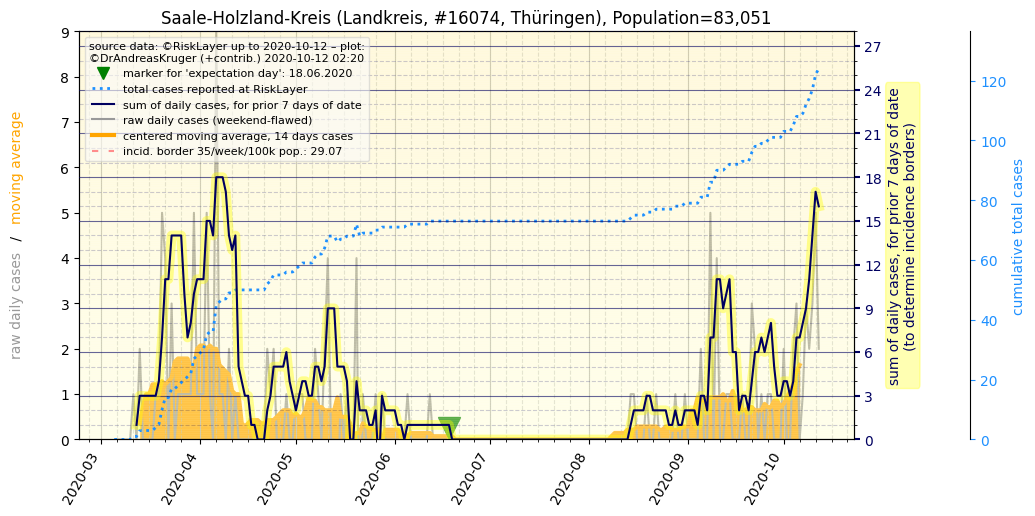 Saale-Holzland-Kreis (Landkreis, #16074, Thüringen), Population=83,051
source data: ©RiskLayer up to 2020-10-12 – plot:
©DrAndreasKruger (+contrib.) 2020-10-12 02:20
marker for 'expectation day': 18.06.2020
total cases reported at RiskLayer
sum of daily cases, for prior 7 days of date
raw daily cases (weekend-flawed)
centered moving average, 14 days cases
incid. border 35/week/100k pop.: 29.07
raw daily cases / moving average
9
8
7
6
5
4
3
2
1
0
27
24
21
18
15
12
9
6
3
0
sum of daily cases, for prior 7 days of date
(to determine incidence borders)
120
100
80
60
40
20
0
cumulative total cases
2020-03
2020-04
2020-05
2020-06
2020-07
2020-08
2020-09
2020-10